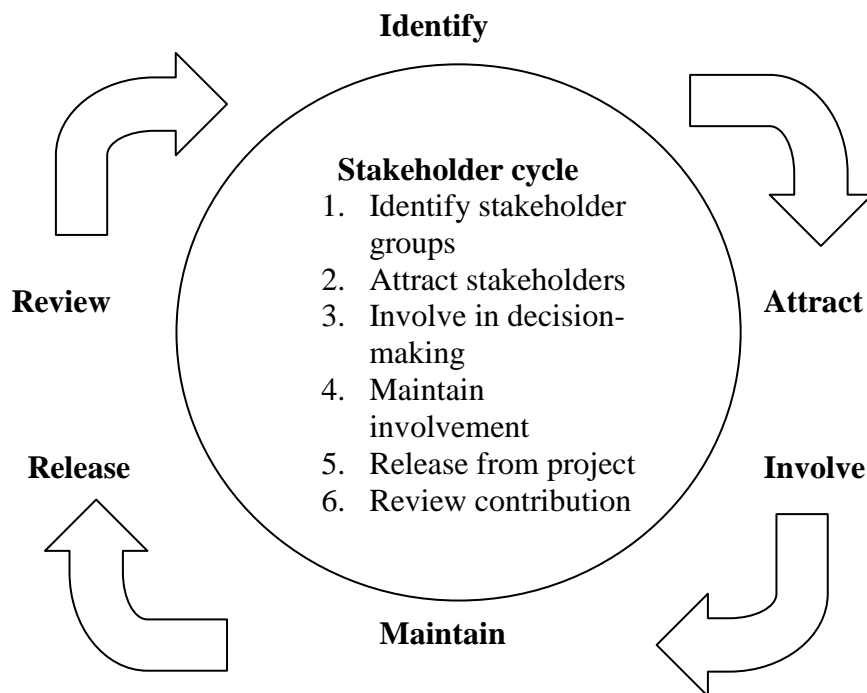 Identify
Stakeholder cycle
1. Identify stakeholder
groups
2. Attract stakeholders
3. Involve in decision-
making
4. Maintain
involvement
5. Release from project
6. Review contribution
Review
Attract
Release
Involve
Maintain